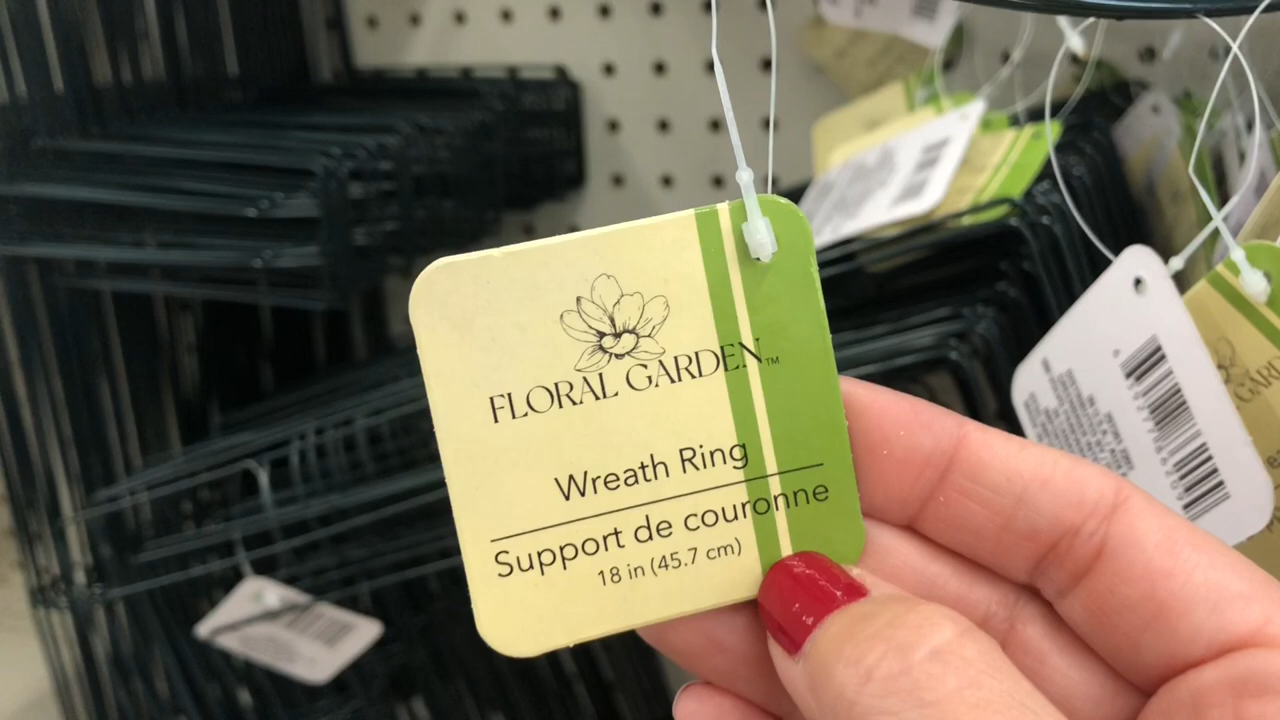 FLORAL GARDEN™
Wreath Ring
Support de couronne
18 in (45.7 cm)